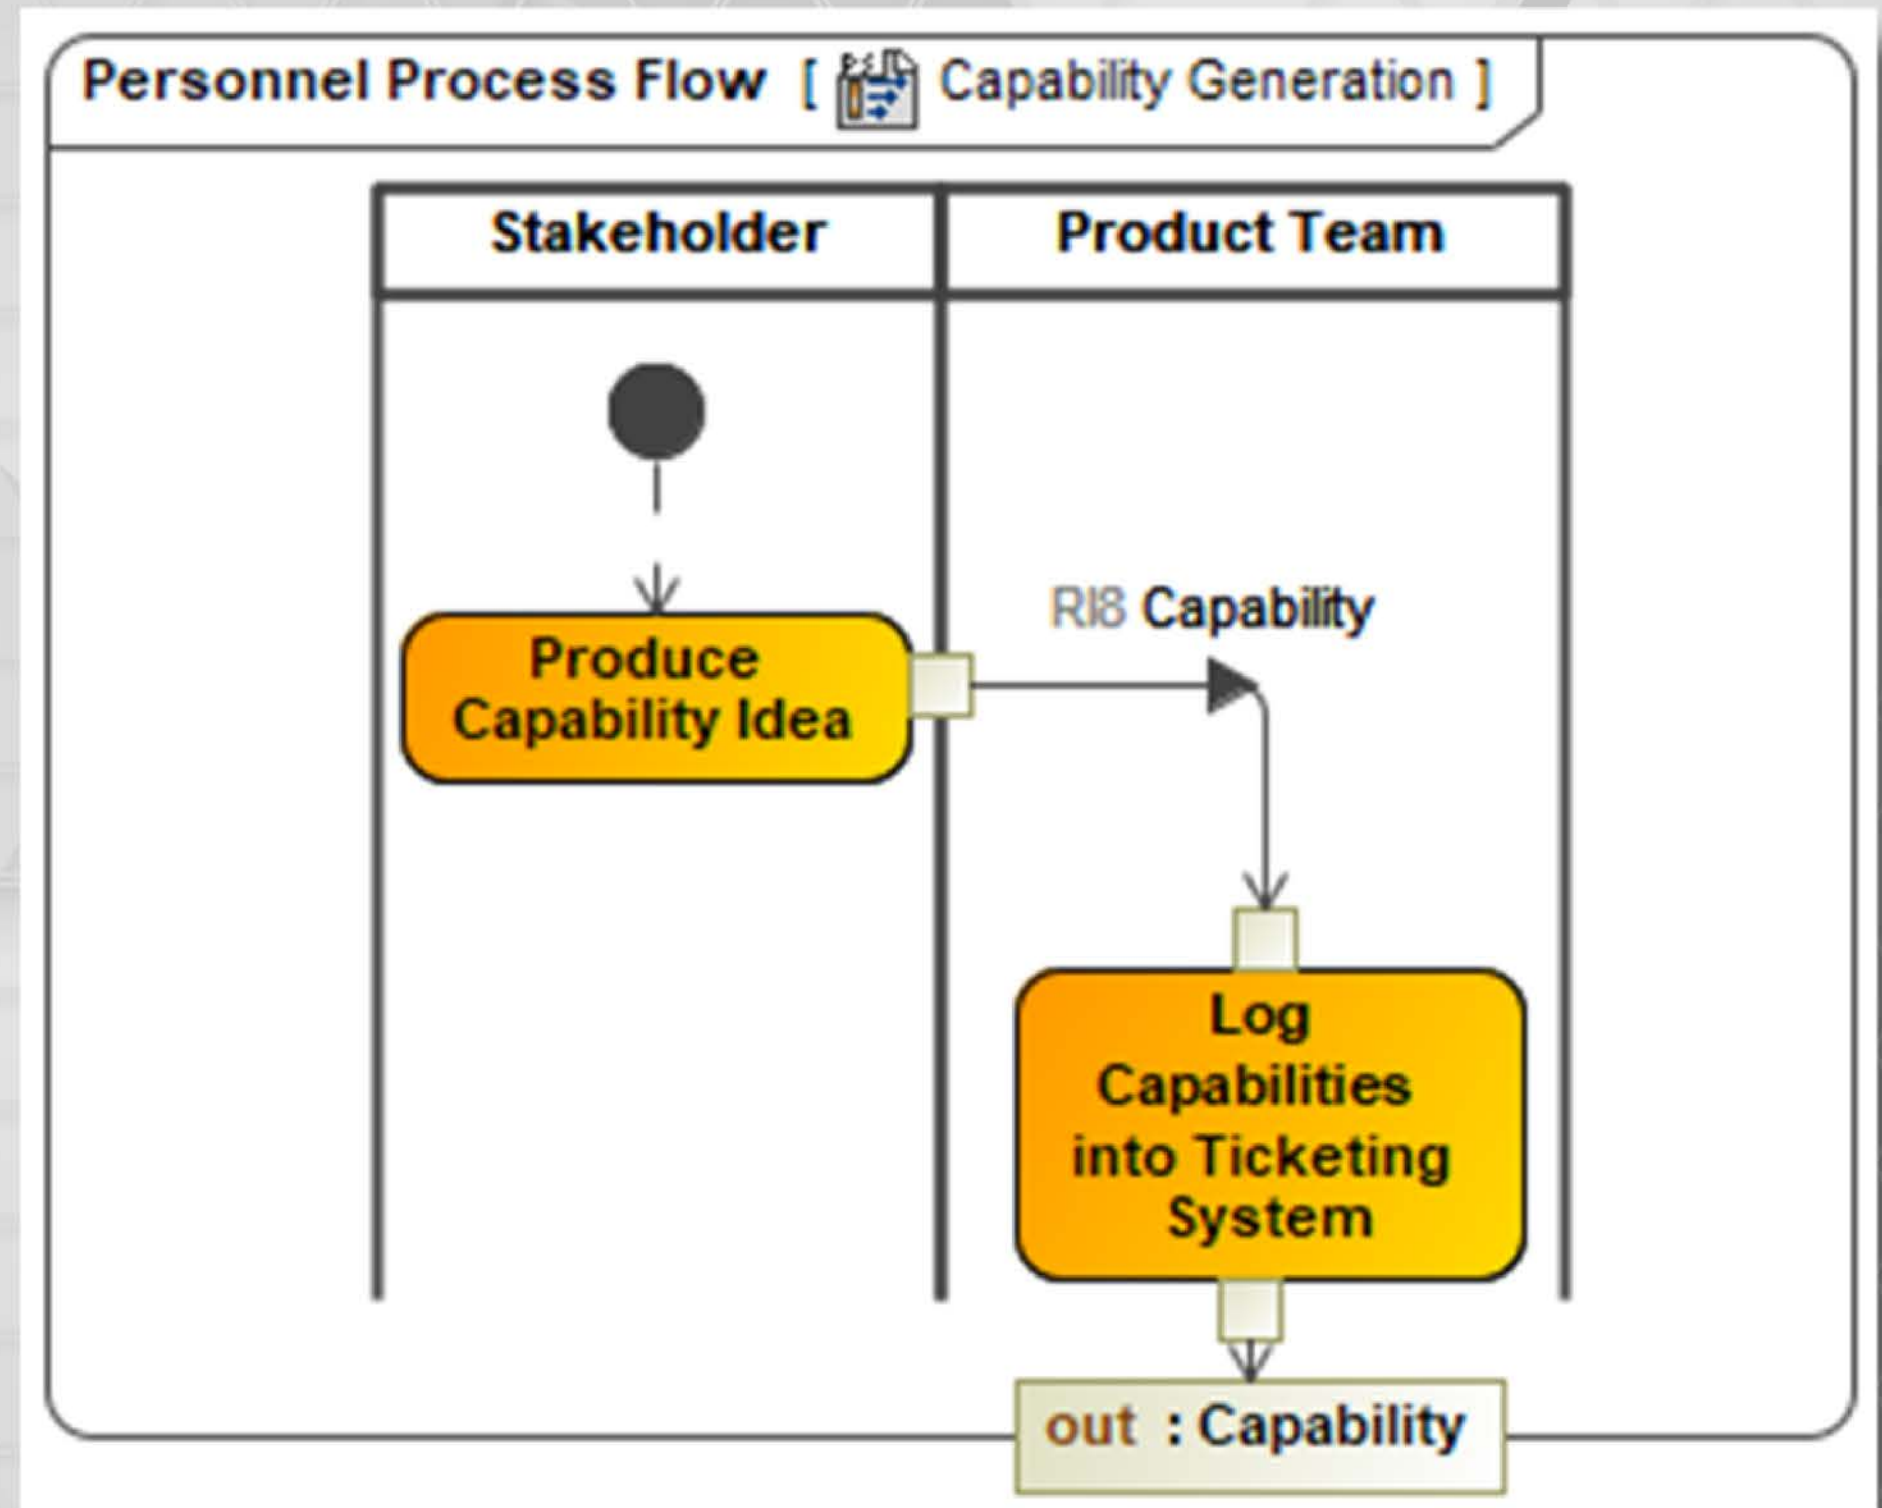 Personnel Process Flow [ Capability Generation ]
Stakeholder
Product Team
RI8 Capability
Produce
Capability Idea
Log
Capabilities
into Ticketing
System
out : Capability